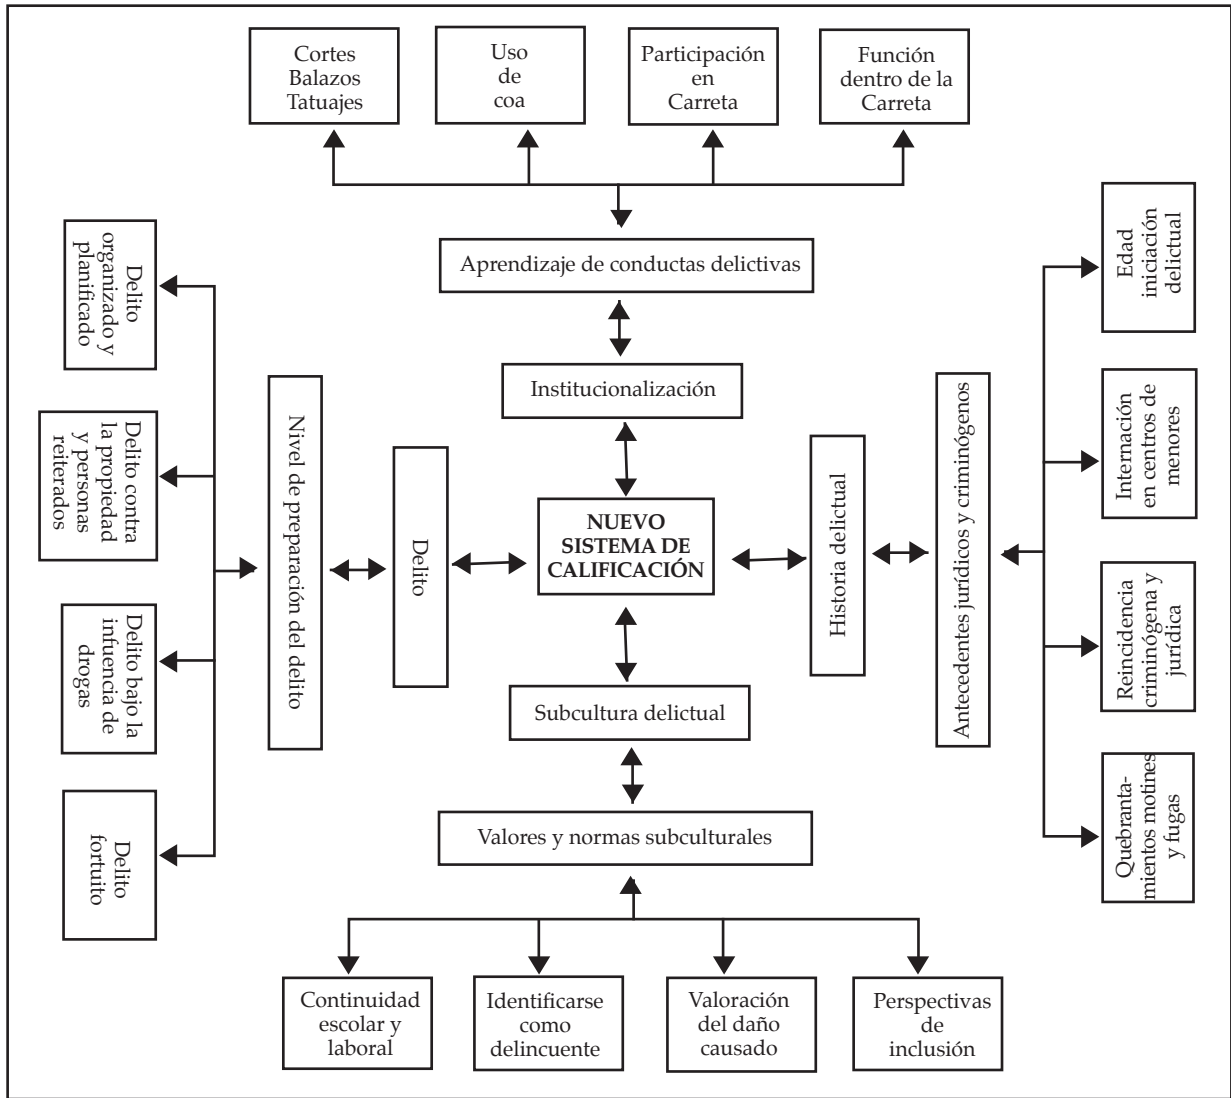 Cortes
Balazos
Tatuajes
Uso
de
coa
Participación
en
Carreta
Función
dentro de la
Carreta
Aprendizaje de conductas delictivas
Institucionalización
NUEVO
SISTEMA DE
CALIFICACIÓN
Delito
Nivel de preparación del delito
Delito
organizado y
planificado
Delito contra
la propiedad
y personas
reiterados
Delito bajo la
infuencia de
drogas
Delito
fortuito
Historia delictual
Antecedentes jurídicos y criminógenos
Edad
iniciación
delictual
Internación
en centros de
menores
Reincidencia
criminógena y
jurídica
Quebranta-
mientos motines
y fugas
Subcultura delictual
Valores y normas subculturales
Continuidad
escolar y
laboral
Identificarse
como
delincuente
Valoración
del daño
causado
Perspectivas
de
inclusión